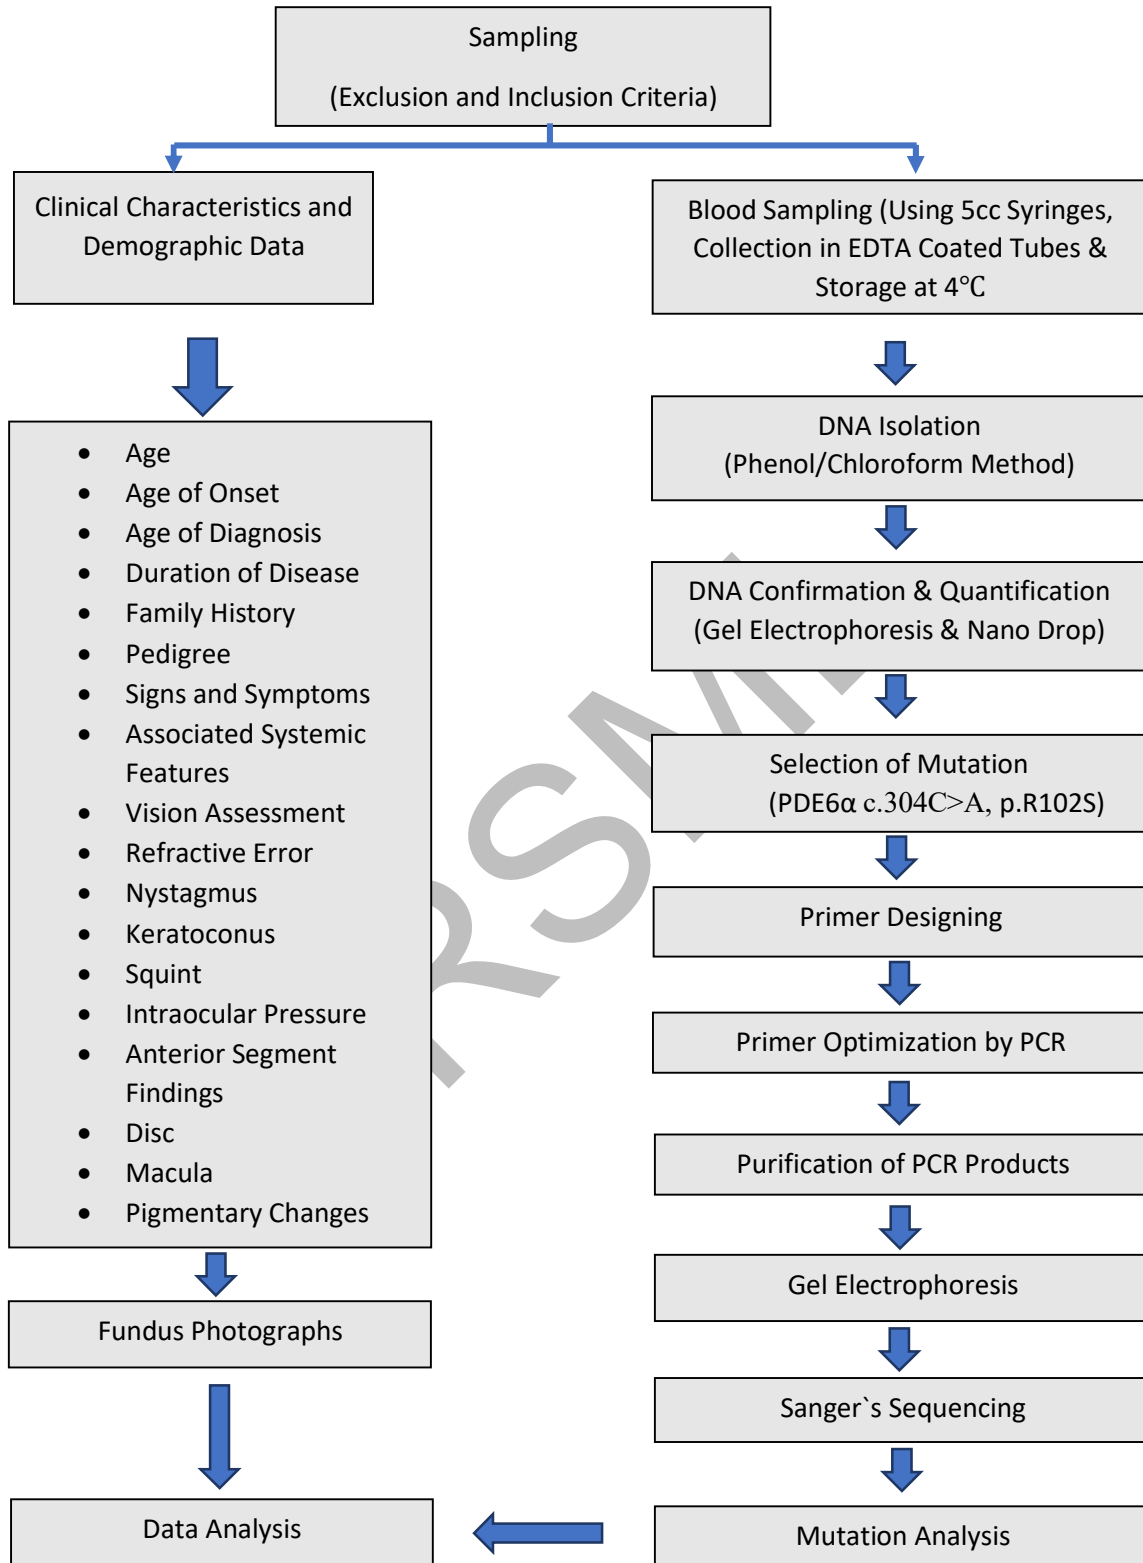 Sampling
(Exclusion and Inclusion Criteria)
Clinical Characteristics and
Demographic Data
• Age
• Age of Onset
• Age of Diagnosis
• Duration of Disease
• Family History
• Pedigree
• Signs and Symptoms
• Associated Systemic
Features
• Vision Assessment
• Refractive Error
• Nystagmus
• Keratoconus
• Squint
• Intraocular Pressure
• Anterior Segment
Findings
• Disc
• Macula
• Pigmentary Changes
Fundus Photographs
Data Analysis
Blood Sampling (Using 5cc Syringes,
Collection in EDTA Coated Tubes &
Storage at 4℃
DNA Isolation
(Phenol/Chloroform Method)
DNA Confirmation & Quantification
(Gel Electrophoresis & Nano Drop)
Selection of Mutation
(PDE6α c.304C>A, p.R102S)
Primer Designing
Primer Optimization by PCR
Purification of PCR Products
Gel Electrophoresis
Sanger`s Sequencing
Mutation Analysis